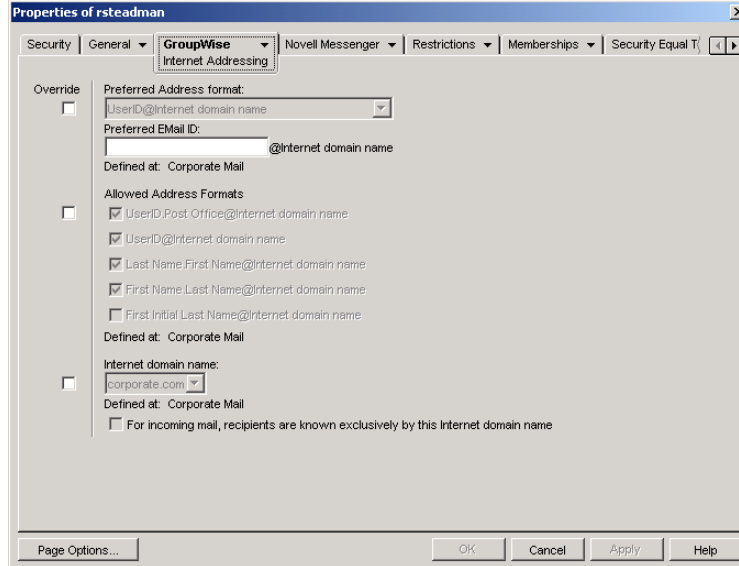 Properties of rsteadman
Security General GroupWise Novell Messenger Restrictions Memberships Security Equal T
Internet Addressing
Override Preferred Address format:
UserID@Internet domain name
Preferred EMail ID:
@Internet domain name
Defined at: Corporate Mail
Allowed Address Formats
UserID.Post Office@Internet domain name
UserID@Internet domain name
Last Name.First Name@Internet domain name
First Name.Last Name@Internet domain name
First Initial Last Name@Internet domain name
Defined at: Corporate Mail
Internet domain name:
corporate.com
Defined at: Corporate Mail
For incoming mail, recipients are known exclusively by this Internet domain name
Page Options... OK Cancel Apply Help